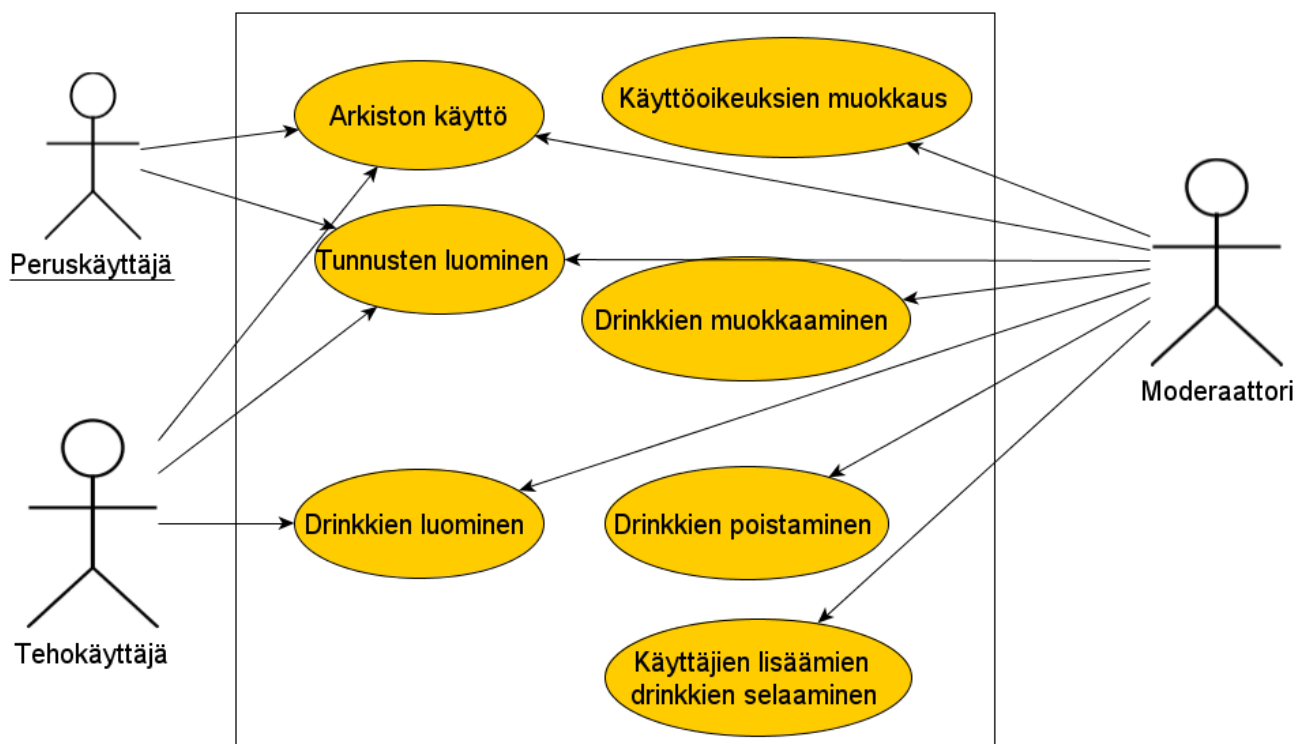 Arkiston käyttö
Käyttöoikeuksien muokkaus
Peruskäyttäjä
Tunnusten luominen
Drinkkien muokkaaminen
Moderaattori
Drinkkien luominen
Drinkkien poistaminen
Tehokäyttäjä
Käyttäjien lisäämien
drinkkien selaaminen